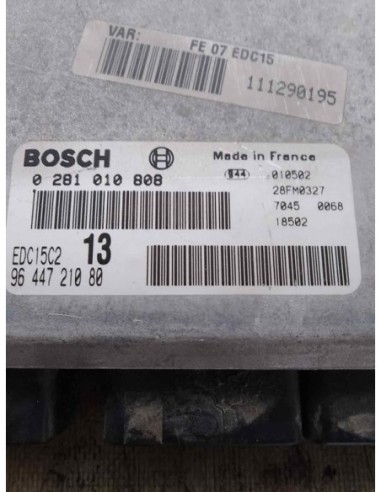 VAR: FE 07 EDC15
111290195
BOSCH Made in France
0 281 010 808 944 010502
28FM0327
7045 0068
18502
EDC15C2 13
96 447 210 80